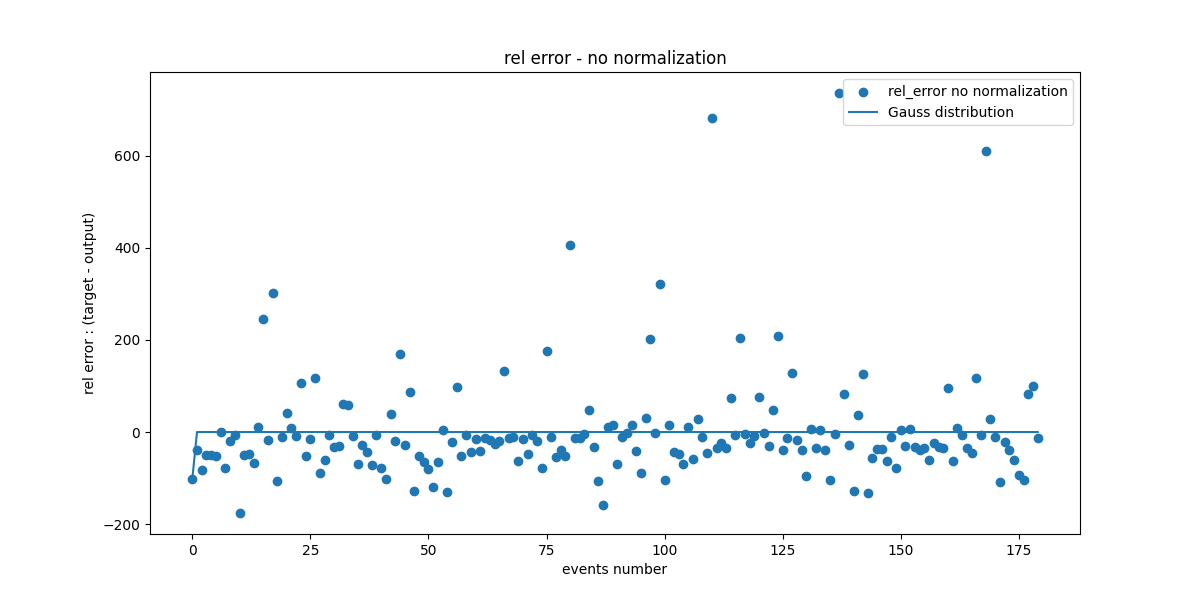 rel error - no normalization
rel_error no normalization
Gauss distribution
rel error : (target - output)
600
400
200
0
−200
0 25 50 75 100 125 150 175
events number